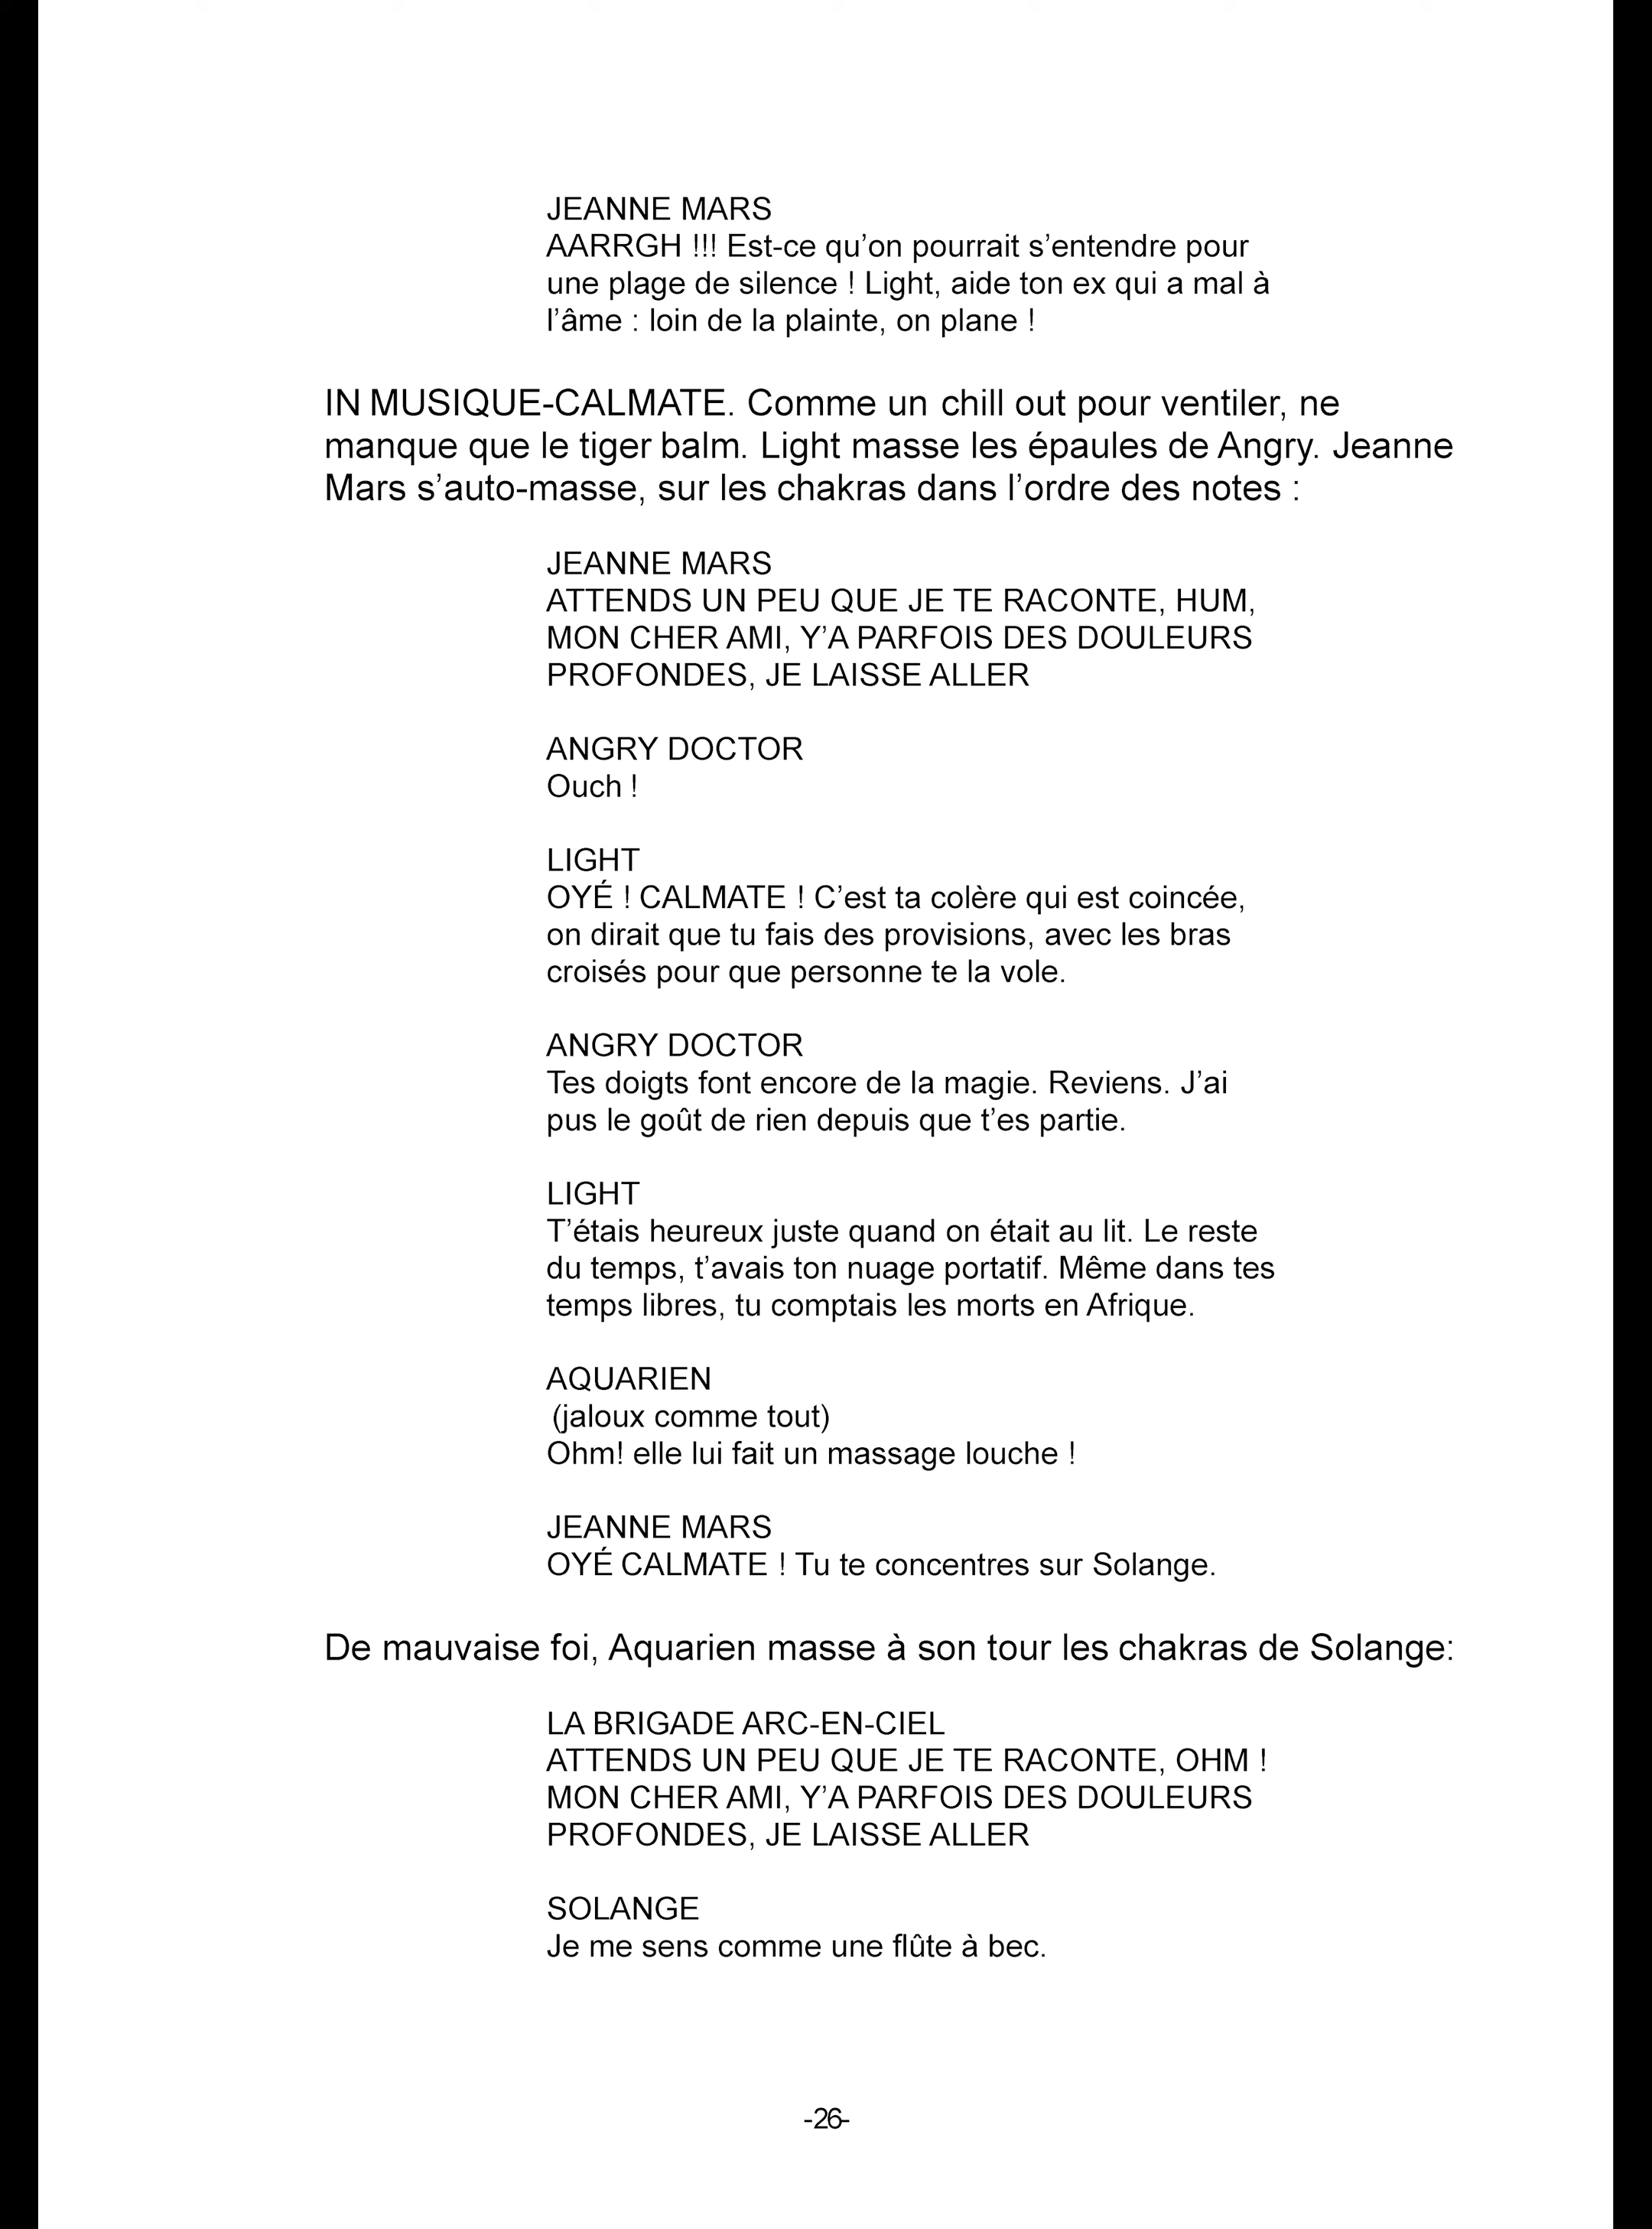 JEANNE MARS
AARRGH !!! Est-ce qu’on pourrait s’entendre pour
une plage de silence ! Light, aide ton ex qui a mal à
l’âme : loin de la plainte, on plane !
IN MUSIQUE-CALMATE. Comme un chill out pour ventiler, ne
manque que le tiger balm. Light masse les épaules de Angry. Jeanne
Mars s’auto-masse, sur les chakras dans l’ordre des notes :
JEANNE MARS
ATTENDS UN PEU QUE JE TE RACONTE, HUM,
MON CHER AMI, Y’A PARFOIS DES DOULEURS
PROFONDES, JE LAISSE ALLER
ANGRY DOCTOR
Ouch !
LIGHT
OYÉ ! CALMATE ! C’est ta colère qui est coincée,
on dirait que tu fais des provisions, avec les bras
croisés pour que personne te la vole.
ANGRY DOCTOR
Tes doigts font encore de la magie. Reviens. J’ai
pus le goût de rien depuis que t’es partie.
LIGHT
T’étais heureux juste quand on était au lit. Le reste
du temps, t’avais ton nuage portatif. Même dans tes
temps libres, tu comptais les morts en Afrique.
AQUARIEN
(jaloux comme tout)
Ohm! elle lui fait un massage louche !
JEANNE MARS
OYÉ CALMATE ! Tu te concentres sur Solange.
De mauvaise foi, Aquarien masse à son tour les chakras de Solange:
LA BRIGADE ARC-EN-CIEL
ATTENDS UN PEU QUE JE TE RACONTE, OHM !
MON CHER AMI, Y’A PARFOIS DES DOULEURS
PROFONDES, JE LAISSE ALLER
SOLANGE
Je me sens comme une flûte à bec.
-26-